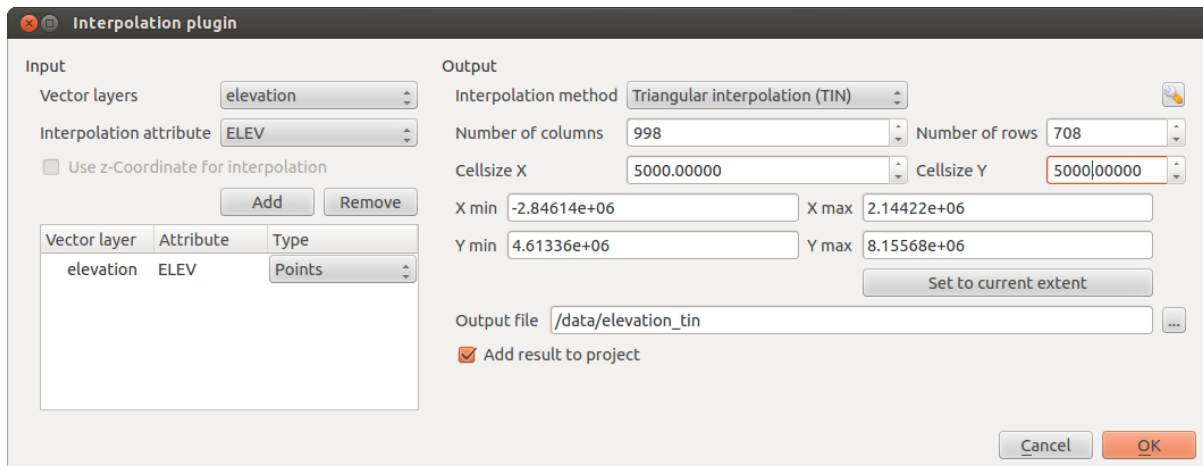 Interpolation plugin
Input
Vector layers elevation
Interpolation attribute ELEV
Use z-Coordinate for interpolation
Add Remove
Vector layer Attribute Type
elevation ELEV Points
Output
Interpolation method Triangular interpolation (TIN)
Number of columns 998 Number of rows 708
Cellsize X 5000.00000 Cellsize Y 5000.00000
X min -2.84614e+06 X max 2.14422e+06
Y min 4.61336e+06 Y max 8.15568e+06
Set to current extent
Output file /data/elevation_tin ...
Add result to project
Cancel OK